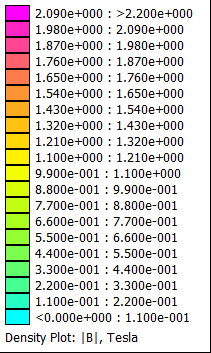 2.090e+000 : >2.200e+000
1.980e+000 : 2.090e+000
1.870e+000 : 1.980e+000
1.760e+000 : 1.870e+000
1.650e+000 : 1.760e+000
1.540e+000 : 1.650e+000
1.430e+000 : 1.540e+000
1.320e+000 : 1.430e+000
1.210e+000 : 1.320e+000
1.100e+000 : 1.210e+000
9.900e-001 : 1.100e+000
8.800e-001 : 9.900e-001
7.700e-001 : 8.800e-001
6.600e-001 : 7.700e-001
5.500e-001 : 6.600e-001
4.400e-001 : 5.500e-001
3.300e-001 : 4.400e-001
2.200e-001 : 3.300e-001
1.100e-001 : 2.200e-001
<0.000e+000 : 1.100e-001
Density Plot: |B|, Tesla